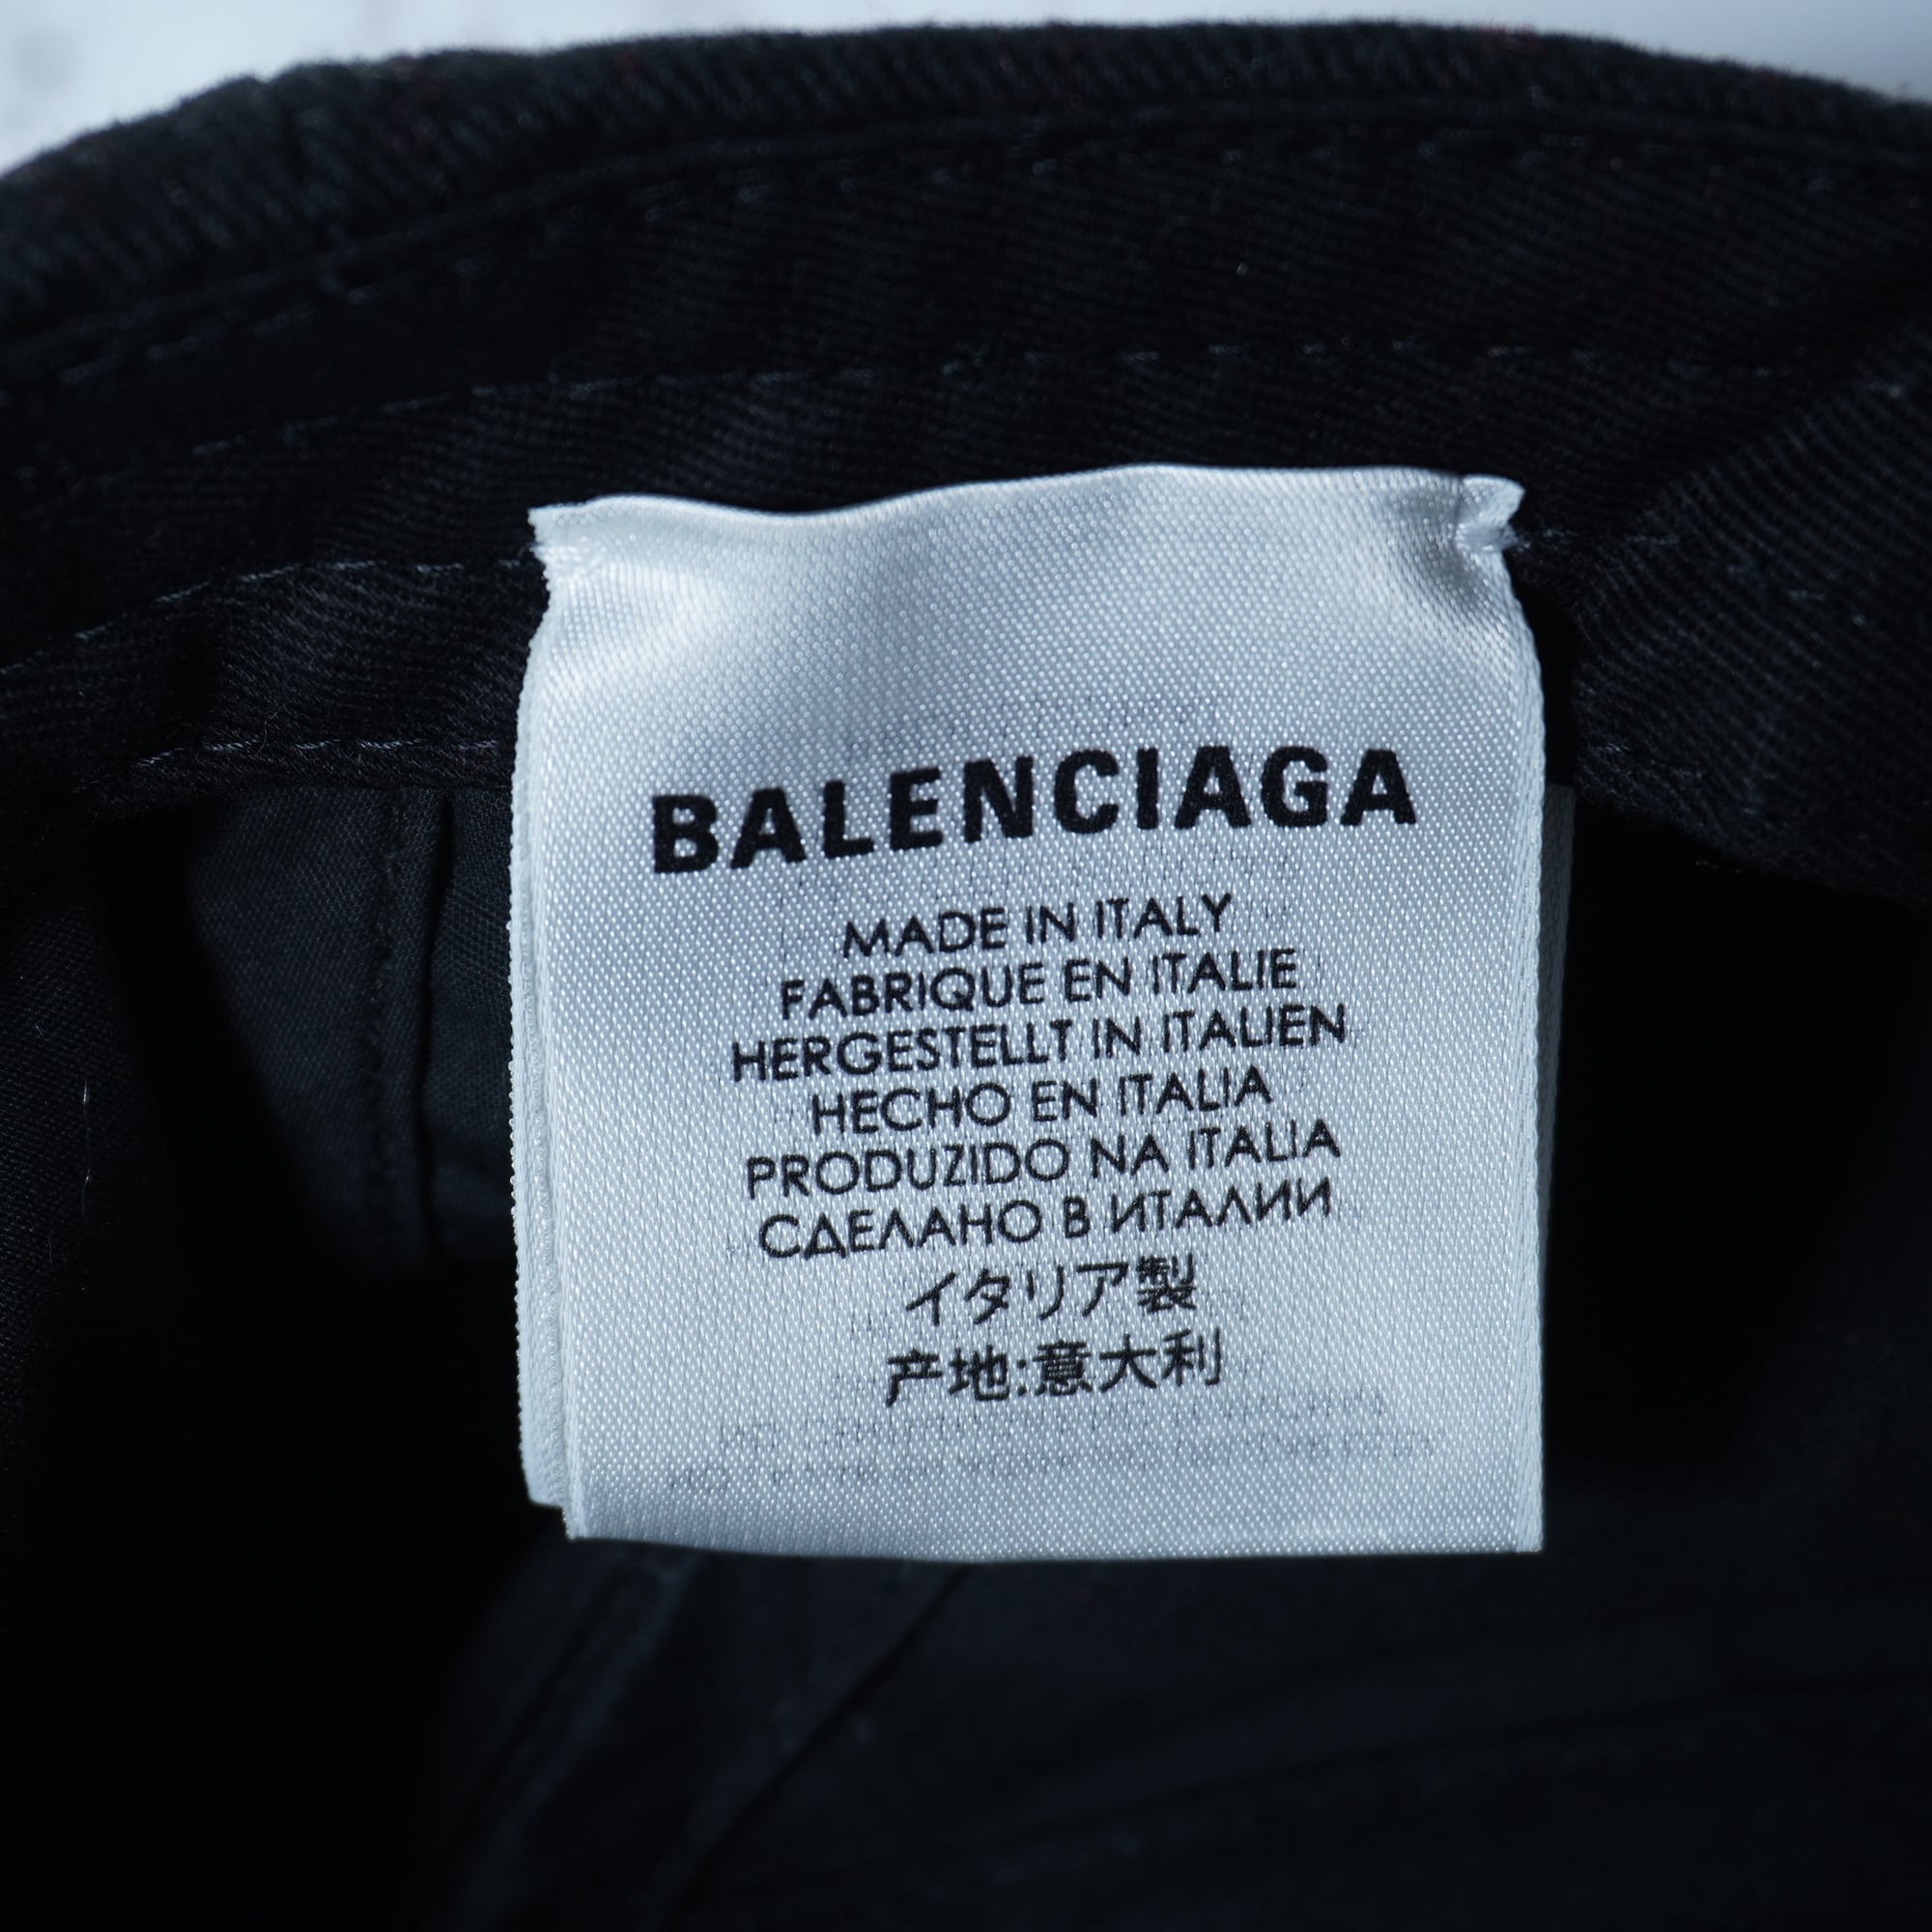 BALENCIAGA
MADE IN ITALY
FABRIQUE EN ITALIE
HERGESTELLT IN ITALIEN
HECHO EN ITALIA
PRODUZIDO NA ITALIA
СДЕЛАНО В ИТАЛИИ
イタリア製
产地:意大利